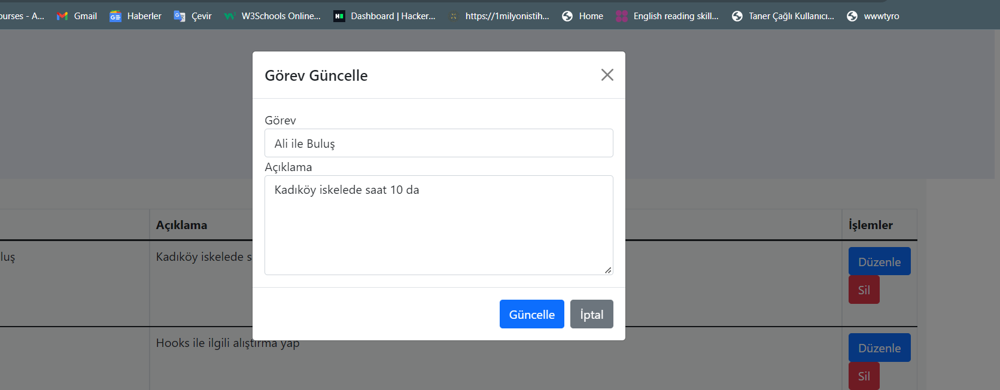 ourses - A... Gmail Haberler Çevir W3Schools Online... Dashboard | Hacker... https://1milyonistih... Home English reading skill... Taner Çağlı Kullanıcı... wwwtyro
Görev Güncelle
Görev
Ali ile Buluş
Açıklama
Kadıköy iskelede saat 10 da
Güncelle İptal
Açıklama İşlemler
luş Kadıköy iskelede s Düzenle
Sil
Hooks ile ilgili alıştırma yap Düzenle
Sil